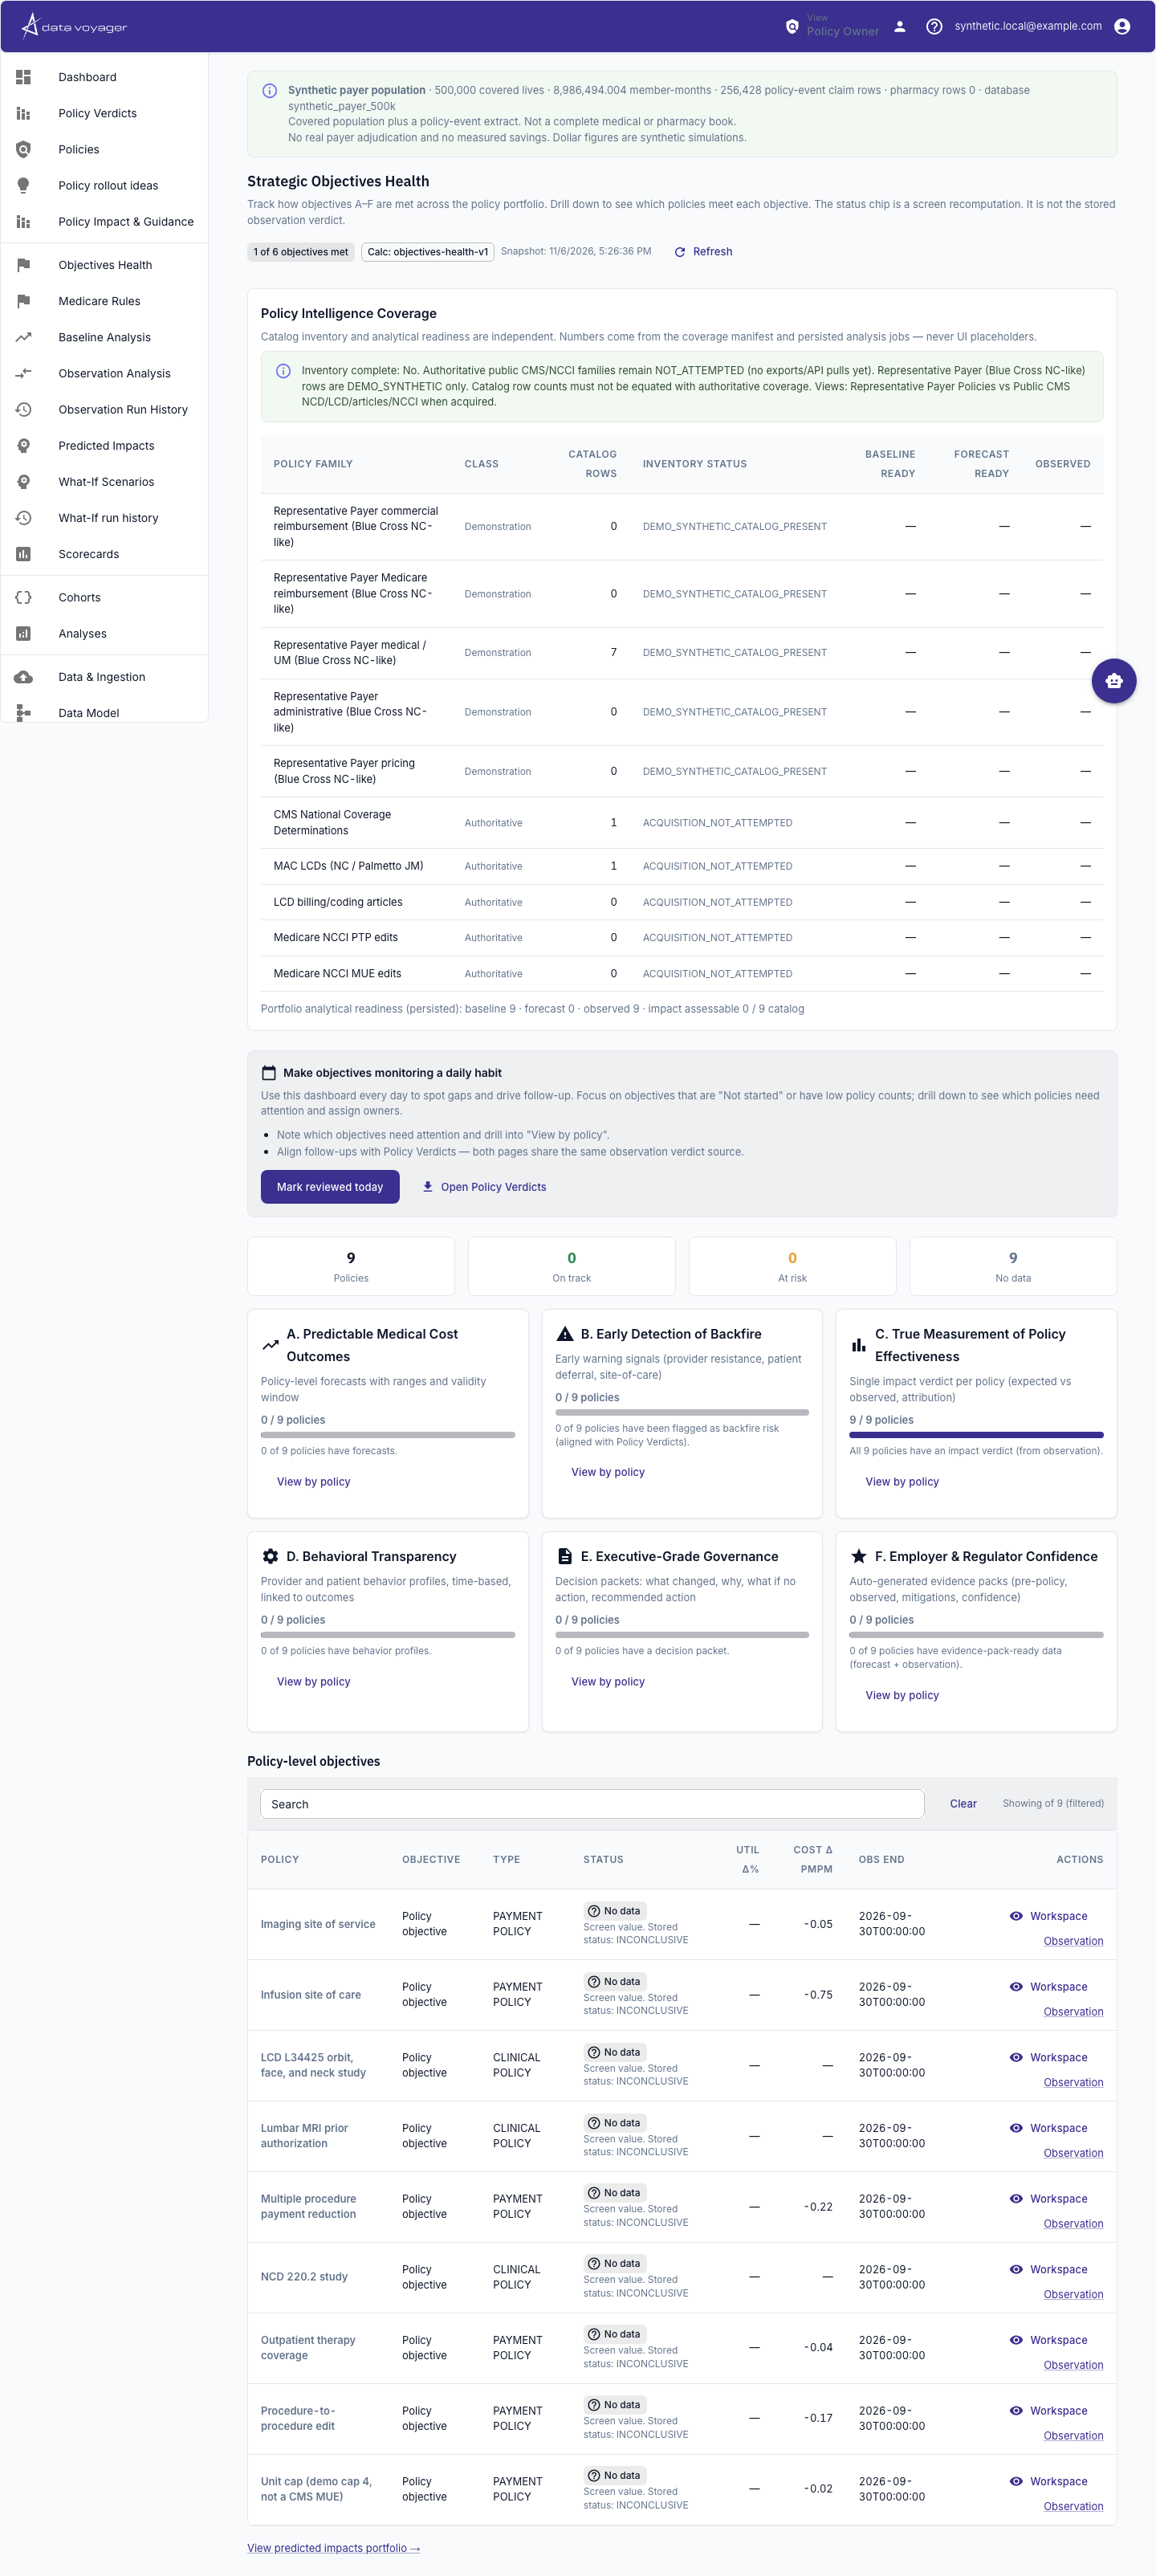 data voyager
View
Policy Owner
synthetic.local@example.com
Dashboard
Policy Verdicts
Policies
Policy rollout ideas
Policy Impact & Guidance
Objectives Health
Medicare Rules
Baseline Analysis
Observation Analysis
Observation Run History
Predicted Impacts
What-If Scenarios
What-If run history
Scorecards
Cohorts
Analyses
Data & Ingestion
Data Model
Synthetic payer population · 500,000 covered lives · 8,986,494.004 member-months · 256,428 policy-event claim rows · pharmacy rows 0 · database
synthetic_payer_500k
Covered population plus a policy-event extract. Not a complete medical or pharmacy book.
No real payer adjudication and no measured savings. Dollar figures are synthetic simulations.
Strategic Objectives Health
Track how objectives A–F are met across the policy portfolio. Drill down to see which policies meet each objective. The status chip is a screen recomputation. It is not the stored
observation verdict.
1 of 6 objectives met
Calc: objectives-health-v1
Snapshot: 11/6/2026, 5:26:36 PM
Refresh
Policy Intelligence Coverage
Catalog inventory and analytical readiness are independent. Numbers come from the coverage manifest and persisted analysis jobs — never UI placeholders.
Inventory complete: No. Authoritative public CMS/NCCI families remain NOT_ATTEMPTED (no exports/API pulls yet). Representative Payer (Blue Cross NC-like)
rows are DEMO_SYNTHETIC only. Catalog row counts must not be equated with authoritative coverage. Views: Representative Payer Policies vs Public CMS
NCD/LCD/articles/NCCI when acquired.
POLICY FAMILY CLASS CATALOG ROWS INVENTORY STATUS BASELINE READY FORECAST READY OBSERVED
Representative Payer commercial
reimbursement (Blue Cross NC-
like)
Demonstration 0 DEMO_SYNTHETIC_CATALOG_PRESENT — — —
Representative Payer Medicare
reimbursement (Blue Cross NC-
like)
Demonstration 0 DEMO_SYNTHETIC_CATALOG_PRESENT — — —
Representative Payer medical /
UM (Blue Cross NC-like)
Demonstration 7 DEMO_SYNTHETIC_CATALOG_PRESENT — — —
Representative Payer
administrative (Blue Cross NC-
like)
Demonstration 0 DEMO_SYNTHETIC_CATALOG_PRESENT — — —
Representative Payer pricing
(Blue Cross NC-like)
Demonstration 0 DEMO_SYNTHETIC_CATALOG_PRESENT — — —
CMS National Coverage
Determinations
Authoritative 1 ACQUISITION_NOT_ATTEMPTED — — —
MAC LCDs (NC / Palmetto JM) Authoritative 1 ACQUISITION_NOT_ATTEMPTED — — —
LCD billing/coding articles Authoritative 0 ACQUISITION_NOT_ATTEMPTED — — —
Medicare NCCI PTP edits Authoritative 0 ACQUISITION_NOT_ATTEMPTED — — —
Medicare NCCI MUE edits Authoritative 0 ACQUISITION_NOT_ATTEMPTED — — —
Portfolio analytical readiness (persisted): baseline 9 · forecast 0 · observed 9 · impact assessable 0 / 9 catalog
Make objectives monitoring a daily habit
Use this dashboard every day to spot gaps and drive follow-up. Focus on objectives that are "Not started" or have low policy counts; drill down to see which policies need
attention and assign owners.
• Note which objectives need attention and drill into "View by policy".
• Align follow-ups with Policy Verdicts — both pages share the same observation verdict source.
Mark reviewed today
Open Policy Verdicts
9
Policies
0
On track
0
At risk
9
No data
A. Predictable Medical Cost
Outcomes
Policy-level forecasts with ranges and validity
window
0 / 9 policies
0 of 9 policies have forecasts.
View by policy
B. Early Detection of Backfire
Early warning signals (provider resistance, patient
deferral, site-of-care)
0 / 9 policies
0 of 9 policies have been flagged as backfire risk
(aligned with Policy Verdicts).
View by policy
C. True Measurement of Policy
Effectiveness
Single impact verdict per policy (expected vs
observed, attribution)
9 / 9 policies
All 9 policies have an impact verdict (from observation).
View by policy
D. Behavioral Transparency
Provider and patient behavior profiles, time-based,
linked to outcomes
0 / 9 policies
0 of 9 policies have behavior profiles.
View by policy
E. Executive-Grade Governance
Decision packets: what changed, why, what if no
action, recommended action
0 / 9 policies
0 of 9 policies have a decision packet.
View by policy
F. Employer & Regulator Confidence
Auto-generated evidence packs (pre-policy,
observed, mitigations, confidence)
0 / 9 policies
0 of 9 policies have evidence-pack-ready data
(forecast + observation).
View by policy
Policy-level objectives
Search
Clear
Showing of 9 (filtered)
POLICY OBJECTIVE TYPE STATUS UTIL Δ% COST Δ PMPM OBS END ACTIONS
Imaging site of service
Policy
objective
PAYMENT
POLICY
No data
Screen value. Stored
status: INCONCLUSIVE
— -0.05
2026-09-
30T00:00:00
Workspace
Observation
Infusion site of care
Policy
objective
PAYMENT
POLICY
No data
Screen value. Stored
status: INCONCLUSIVE
— -0.75
2026-09-
30T00:00:00
Workspace
Observation
LCD L34425 orbit,
face, and neck study
Policy
objective
CLINICAL
POLICY
No data
Screen value. Stored
status: INCONCLUSIVE
— —
2026-09-
30T00:00:00
Workspace
Observation
Lumbar MRI prior
authorization
Policy
objective
CLINICAL
POLICY
No data
Screen value. Stored
status: INCONCLUSIVE
— —
2026-09-
30T00:00:00
Workspace
Observation
Multiple procedure
payment reduction
Policy
objective
PAYMENT
POLICY
No data
Screen value. Stored
status: INCONCLUSIVE
— -0.22
2026-09-
30T00:00:00
Workspace
Observation
NCD 220.2 study
Policy
objective
CLINICAL
POLICY
No data
Screen value. Stored
status: INCONCLUSIVE
— —
2026-09-
30T00:00:00
Workspace
Observation
Outpatient therapy
coverage
Policy
objective
PAYMENT
POLICY
No data
Screen value. Stored
status: INCONCLUSIVE
— -0.04
2026-09-
30T00:00:00
Workspace
Observation
Procedure-to-
procedure edit
Policy
objective
PAYMENT
POLICY
No data
Screen value. Stored
status: INCONCLUSIVE
— -0.17
2026-09-
30T00:00:00
Workspace
Observation
Unit cap (demo cap 4,
not a CMS MUE)
Policy
objective
PAYMENT
POLICY
No data
Screen value. Stored
status: INCONCLUSIVE
— -0.02
2026-09-
30T00:00:00
Workspace
Observation
View predicted impacts portfolio →